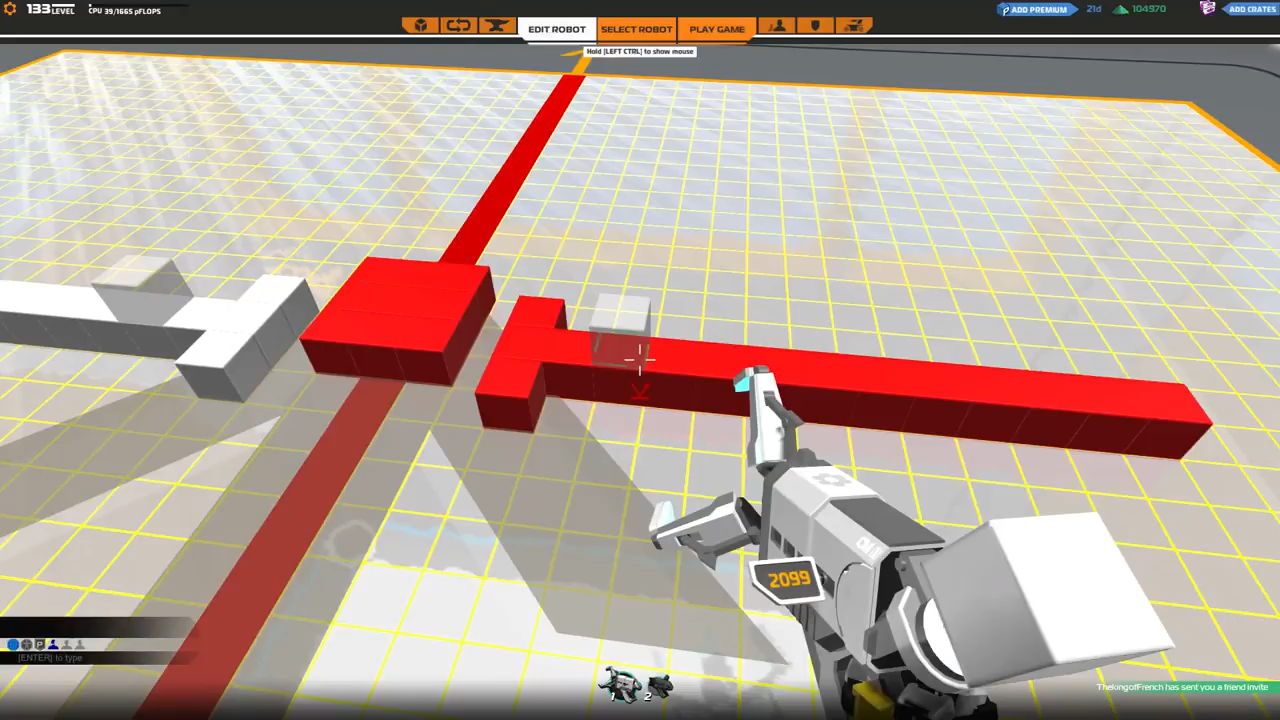 133 LEVEL
CPU 39/1665 pFLOPS
EDIT ROBOT
SELECT ROBOT
PLAY GAME
ADD PREMIUM
21d
104970
ADD CRATES
Hold [LEFT CTRL] to show mouse
2099
[ENTER] to type
1
2
ThekingofFrench has sent you a friend invite